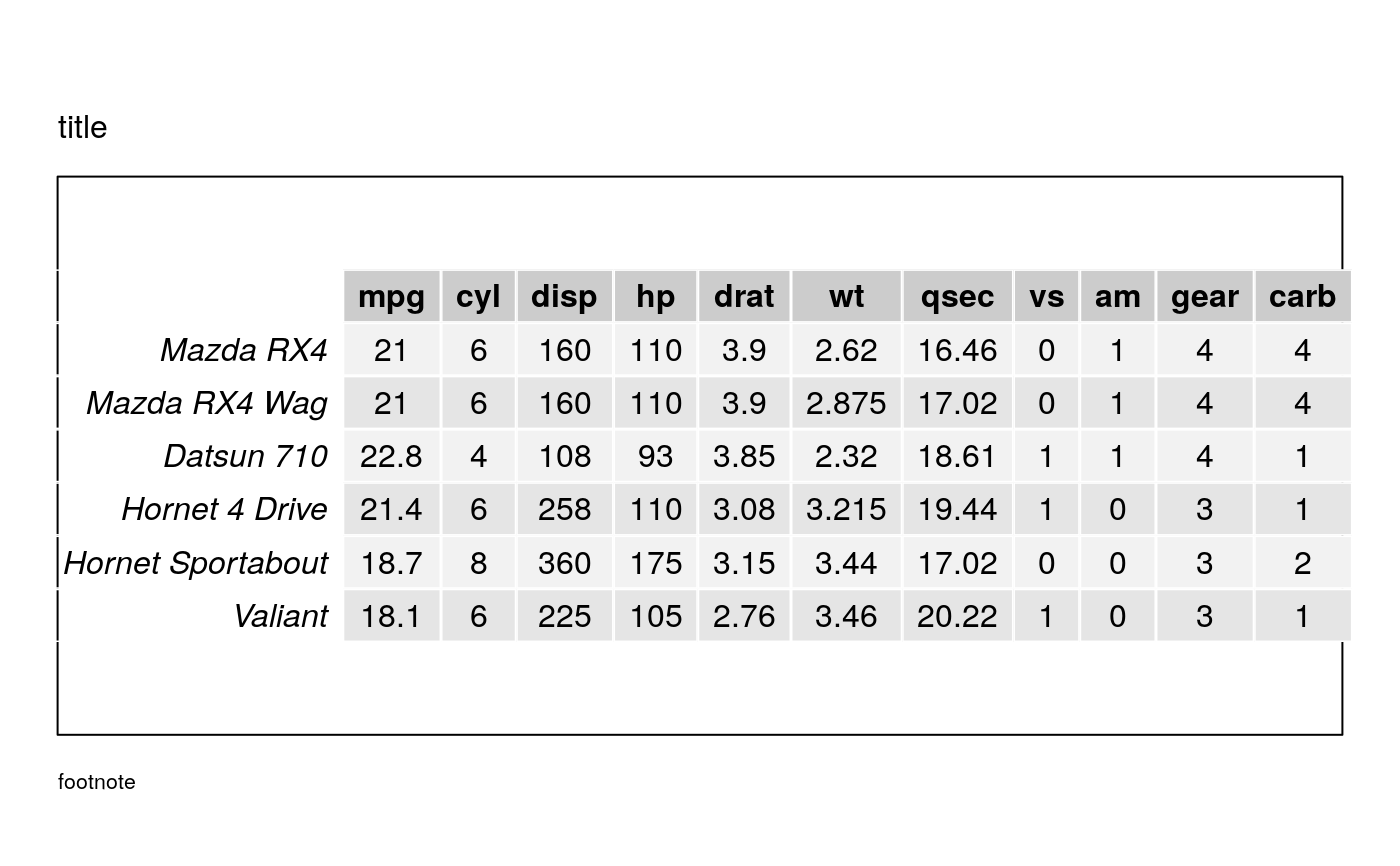 title
mpg cyl disp hp drat wt qsec vs am gear carb
Mazda RX4 21 6 160 110 3.9 2.62 16.46 0 1 4 4
Mazda RX4 Wag 21 6 160 110 3.9 2.875 17.02 0 1 4 4
Datsun 710 22.8 4 108 93 3.85 2.32 18.61 1 1 4 1
Hornet 4 Drive 21.4 6 258 110 3.08 3.215 19.44 1 0 3 1
Hornet Sportabout 18.7 8 360 175 3.15 3.44 17.02 0 0 3 2
Valiant 18.1 6 225 105 2.76 3.46 20.22 1 0 3 1
footnote